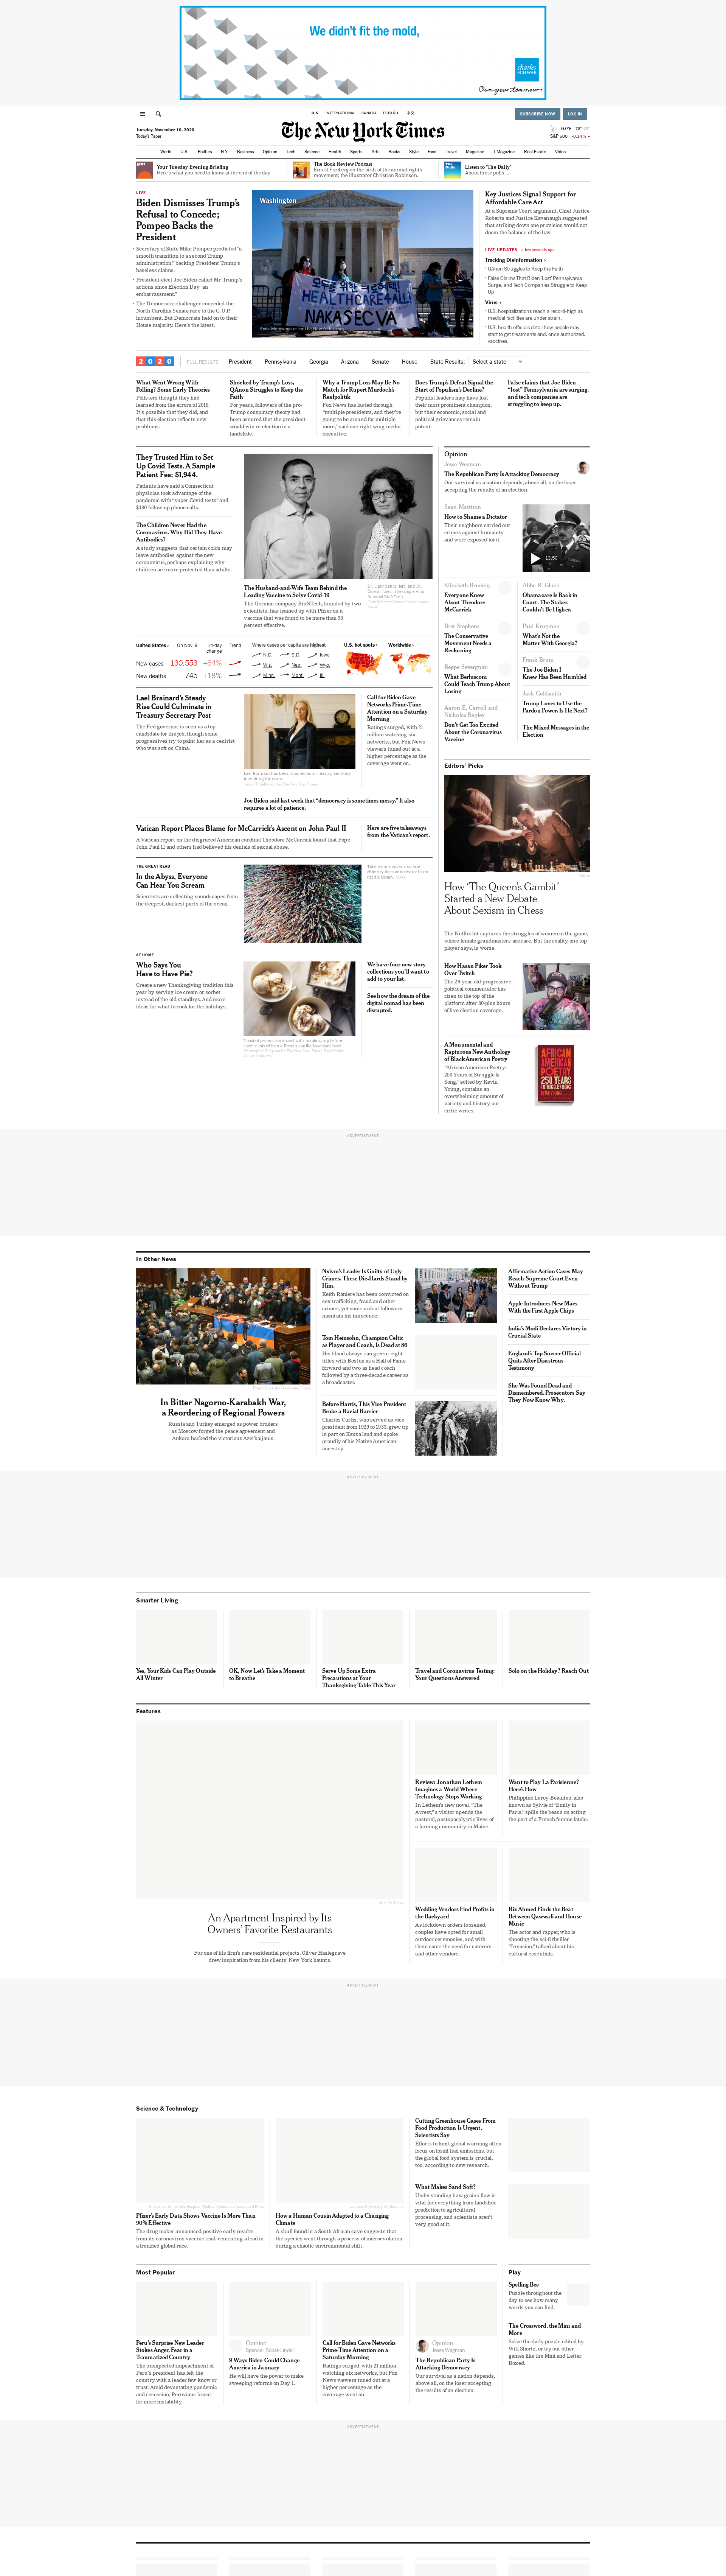 We didn't fit the mold,
charles SCHWAB
Own your tomorrow
U.S. INTERNATIONAL CANADA ESPAÑOL 中文
SUBSCRIBE NOW LOG IN
Tuesday, November 10, 2020
Today's Paper
The New York Times
67°F
S&P 500 -0.14%
World U.S. Politics N.Y. Business Opinion Tech Science Health Sports Arts Books Style Food Travel Magazine T Magazine Real Estate Video
Your Tuesday Evening Briefing
Here's what you need to know at the end of the day.
The Book Review Podcast
Ernest Freeberg on the birth of the animal rights
movement; the illustrator Christian Robinson.
Listen to 'The Daily'
About those polls ...
LIVE
Biden Dismisses Trump's
Refusal to Concede;
Pompeo Backs the
President
Secretary of State Mike Pompeo predicted "a
smooth transition to a second Trump
administration," backing President Trump's
baseless claims.
President-elect Joe Biden called Mr. Trump's
actions since Election Day "an
embarrassment."
The Democratic challenger conceded the
North Carolina Senate race to the G.O.P.
incumbent. But Democrats held on to their
House majority. Here's the latest.
Washington
HEALTHCARE 4 ALL
NAKASEC VA
Key Justices Signal Support for
Affordable Care Act
At a Supreme Court argument, Chief Justice
Roberts and Justice Kavanaugh suggested
that striking down one provision would not
doom the balance of the law.
LIVE UPDATES a few seconds ago
Tracking Disinformation ›
QAnon Struggles to Keep the Faith
False Claims That Biden 'Lost' Pennsylvania
Surge, and Tech Companies Struggle to Keep
Up
Virus ›
U.S. hospitalizations reach a record-high as
medical facilities are under strain.
U.S. health officials detail how people may
start to get treatments and, once authorized,
vaccines.
2020 FULL RESULTS President Pennsylvania Georgia Arizona Senate House State Results: Select a state
What Went Wrong With
Polling? Some Early Theories
Pollsters thought they had
learned from the errors of 2016.
It's possible that they did, and
that this election reflects new
problems.
Shocked by Trump's Loss,
QAnon Struggles to Keep the
Faith
For years, followers of the pro-
Trump conspiracy theory had
been assured that the president
would win re-election in a
landslide.
Why a Trump Loss May Be No
Match for Rupert Murdoch's
Realpolitik
Fox News has lasted through
"multiple presidents, and they're
going to be around for multiple
more," said one right-wing media
executive.
Does Trump's Defeat Signal the
Start of Populism's Decline?
Populist leaders may have lost
their most prominent champion,
but their economic, social and
political grievances remain
potent.
False claims that Joe Biden
"lost" Pennsylvania are surging,
and tech companies are
struggling to keep up.
They Trusted Him to Set
Up Covid Tests. A Sample
Patient Fee: $1,944.
Patients have said a Connecticut
physician took advantage of the
pandemic with "super Covid tests" and
$480 follow-up phone calls.
The Children Never Had the
Coronavirus. Why Did They Have
Antibodies?
A study suggests that certain colds may
leave antibodies against the new
coronavirus, perhaps explaining why
children are more protected than adults.
The Husband-and-Wife Team Behind the
Leading Vaccine to Solve Covid-19
The German company BioNTech, founded by two
scientists, has teamed up with Pfizer on a
vaccine that was found to be more than 90
percent effective.
Dr. Ugur Sahin, left, and Dr.
Özlem Türeci, the couple who
founded BioNTech.
United States › On Nov. 9 14-day change Trend
New cases 130,553 +64%
New deaths 745 +18%
Where cases per capita are highest
N.D. S.D. Iowa
Wis. Neb. Wyo.
Minn. Mont. Ill.
U.S. hot spots › Worldwide ›
Lael Brainard's Steady
Rise Could Culminate in
Treasury Secretary Post
The Fed governor is seen as a top
candidate for the job, though some
progressives try to paint her as a centrist
who was soft on China.
Lael Brainard has been rumored as a Treasury secretary-
in-waiting for years.
Call for Biden Gave
Networks Prime-Time
Attention on a Saturday
Morning
Ratings surged, with 21
million watching six
networks, but Fox News
viewers tuned out at a
higher percentage as the
coverage went on.
Joe Biden said last week that "democracy is sometimes messy." It also
requires a lot of patience.
Vatican Report Places Blame for McCarrick's Ascent on John Paul II
A Vatican report on the disgraced American cardinal Theodore McCarrick found that Pope
John Paul II and others had believed his denials of sexual abuse.
Here are five takeaways
from the Vatican's report.
THE GREAT READ
In the Abyss, Everyone
Can Hear You Scream
Scientists are collecting soundscapes from
the deepest, darkest parts of the ocean.
Tube worms cover a sulfide
chimney deep underwater in the
Pacific Ocean.
AT HOME
Who Says You
Have to Have Pie?
Create a new Thanksgiving tradition this
year by serving ice cream or sorbet
instead of the old standbys. And more
ideas for what to cook for the holidays.
Toasted pecans are tossed with maple syrup before
they're mixed into a French vanilla ice cream base.
We have four new story
collections you'll want to
add to your list.
See how the dream of the
digital nomad has been
disrupted.
Opinion
Jesse Wegman
The Republican Party Is Attacking Democracy
Our survival as a nation depends, above all, on the loser
accepting the results of an election.
Sean Mattison
How to Shame a Dictator
Their neighbors carried out
crimes against humanity —
and were exposed for it.
13:50
Elizabeth Bruenig
Everyone Knew
About Theodore
McCarrick
Abbe R. Gluck
Obamacare Is Back in
Court. The Stakes
Couldn't Be Higher.
Bret Stephens
The Conservative
Movement Needs a
Reckoning
Paul Krugman
What's Not the
Matter With Georgia?
Beppe Severgnini
What Berlusconi
Could Teach Trump About
Losing
Frank Bruni
The Joe Biden I
Knew Has Been Humbled
Jack Goldsmith
Trump Loves to Use the
Pardon Power. Is He Next?
Aaron E. Carroll and
Nicholas Bagley
Don't Get Too Excited
About the Coronavirus
Vaccine
The Mixed Messages in the
Election
Editors' Picks
How 'The Queen's Gambit'
Started a New Debate
About Sexism in Chess
The Netflix hit captures the struggles of women in the game,
where female grandmasters are rare. But the reality, one top
player says, is worse.
How Hasan Piker Took
Over Twitch
The 29-year-old progressive
political commentator has
risen to the top of the
platform after 10-plus hours
of live election coverage.
A Monumental and
Rapturous New Anthology
of Black American Poetry
"African American Poetry:
250 Years of Struggle &
Song," edited by Kevin
Young, contains an
overwhelming amount of
variety and history, our
critic writes.
AFRICAN
AMERICAN
POETRY
250 YEARS
OF STRUGGLE
& SONG
ADVERTISEMENT
In Other News
In Bitter Nagorno-Karabakh War,
a Reordering of Regional Powers
Russia and Turkey emerged as power brokers
as Moscow forged the peace agreement and
Ankara backed the victorious Azerbaijanis.
Nxivm's Leader Is Guilty of Ugly
Crimes. These Die-Hards Stand by
Him.
Keith Raniere has been convicted on
sex trafficking, fraud and other
crimes, yet some ardent followers
maintain his innocence.
Tom Heinsohn, Champion Celtic
as Player and Coach, Is Dead at 86
His blood always ran green: eight
titles with Boston as a Hall of Fame
forward and two as head coach
followed by a three-decade career as
a broadcaster.
Before Harris, This Vice President
Broke a Racial Barrier
Charles Curtis, who served as vice
president from 1929 to 1933, grew up
in part on Kanza land and spoke
proudly of his Native American
ancestry.
Affirmative Action Cases May
Reach Supreme Court Even
Without Trump
Apple Introduces New Macs
With the First Apple Chips
India's Modi Declares Victory in
Crucial State
England's Top Soccer Official
Quits After Disastrous
Testimony
She Was Found Dead and
Dismembered. Prosecutors Say
They Now Know Why.
ADVERTISEMENT
Smarter Living
Yes, Your Kids Can Play Outside
All Winter
OK, Now Let's Take a Moment
to Breathe
Serve Up Some Extra
Precautions at Your
Thanksgiving Table This Year
Travel and Coronavirus Testing:
Your Questions Answered
Solo on the Holiday? Reach Out
Features
An Apartment Inspired by Its
Owners' Favorite Restaurants
For one of his firm's rare residential projects, Oliver Haslegrave
drew inspiration from his clients' New York haunts.
Review: Jonathan Lethem
Imagines a World Where
Technology Stops Working
In Lethem's new novel, "The
Arrest," a visitor upends the
pastoral, postapocalyptic lives of
a farming community in Maine.
Want to Play La Parisienne?
Here's How
Philippine Leroy-Beaulieu, also
known as Sylvie of "Emily in
Paris," spills the beans on acting
the part of a French femme fatale.
Wedding Vendors Find Profits in
the Backyard
As lockdown orders loosened,
couples have opted for small
outdoor ceremonies, and with
them came the need for caterers
and other vendors.
Riz Ahmed Finds the Beat
Between Qawwali and House
Music
The actor and rapper, who is
shooting the sci-fi thriller
"Invasion," talked about his
cultural essentials.
ADVERTISEMENT
Science & Technology
Pfizer's Early Data Shows Vaccine Is More Than
90% Effective
The drug maker announced positive early results
from its coronavirus vaccine trial, cementing a lead in
a frenzied global race.
How a Human Cousin Adapted to a Changing
Climate
A skull found in a South African cave suggests that
the species went through a process of microevolution
during a chaotic environmental shift.
Cutting Greenhouse Gases From
Food Production Is Urgent,
Scientists Say
Efforts to limit global warming often
focus on fossil fuel emissions, but
the global food system is crucial,
too, according to new research.
What Makes Sand Soft?
Understanding how grains flow is
vital for everything from landslide
prediction to agricultural
processing, and scientists aren't
very good at it.
Most Popular
Peru's Surprise New Leader
Stokes Anger, Fear in a
Traumatized Country
The unexpected impeachment of
Peru's president has left the
country with a leader few know or
trust. Amid devastating pandemic
and recession, Peruvians brace
for more instability.
Opinion
Spencer Bokat-Lindell
9 Ways Biden Could Change
America in January
He will have the power to make
sweeping reforms on Day 1.
Call for Biden Gave Networks
Prime-Time Attention on a
Saturday Morning
Ratings surged, with 21 million
watching six networks, but Fox
News viewers tuned out at a
higher percentage as the
coverage went on.
Opinion
Jesse Wegman
The Republican Party Is
Attacking Democracy
Our survival as a nation depends,
above all, on the loser accepting
the results of an election.
Play
Spelling Bee
Puzzle throughout the
day to see how many
words you can find.
The Crossword, the Mini and
More
Solve the daily puzzle edited by
Will Shortz, or try out other
games like the Mini and Letter
Boxed.
ADVERTISEMENT